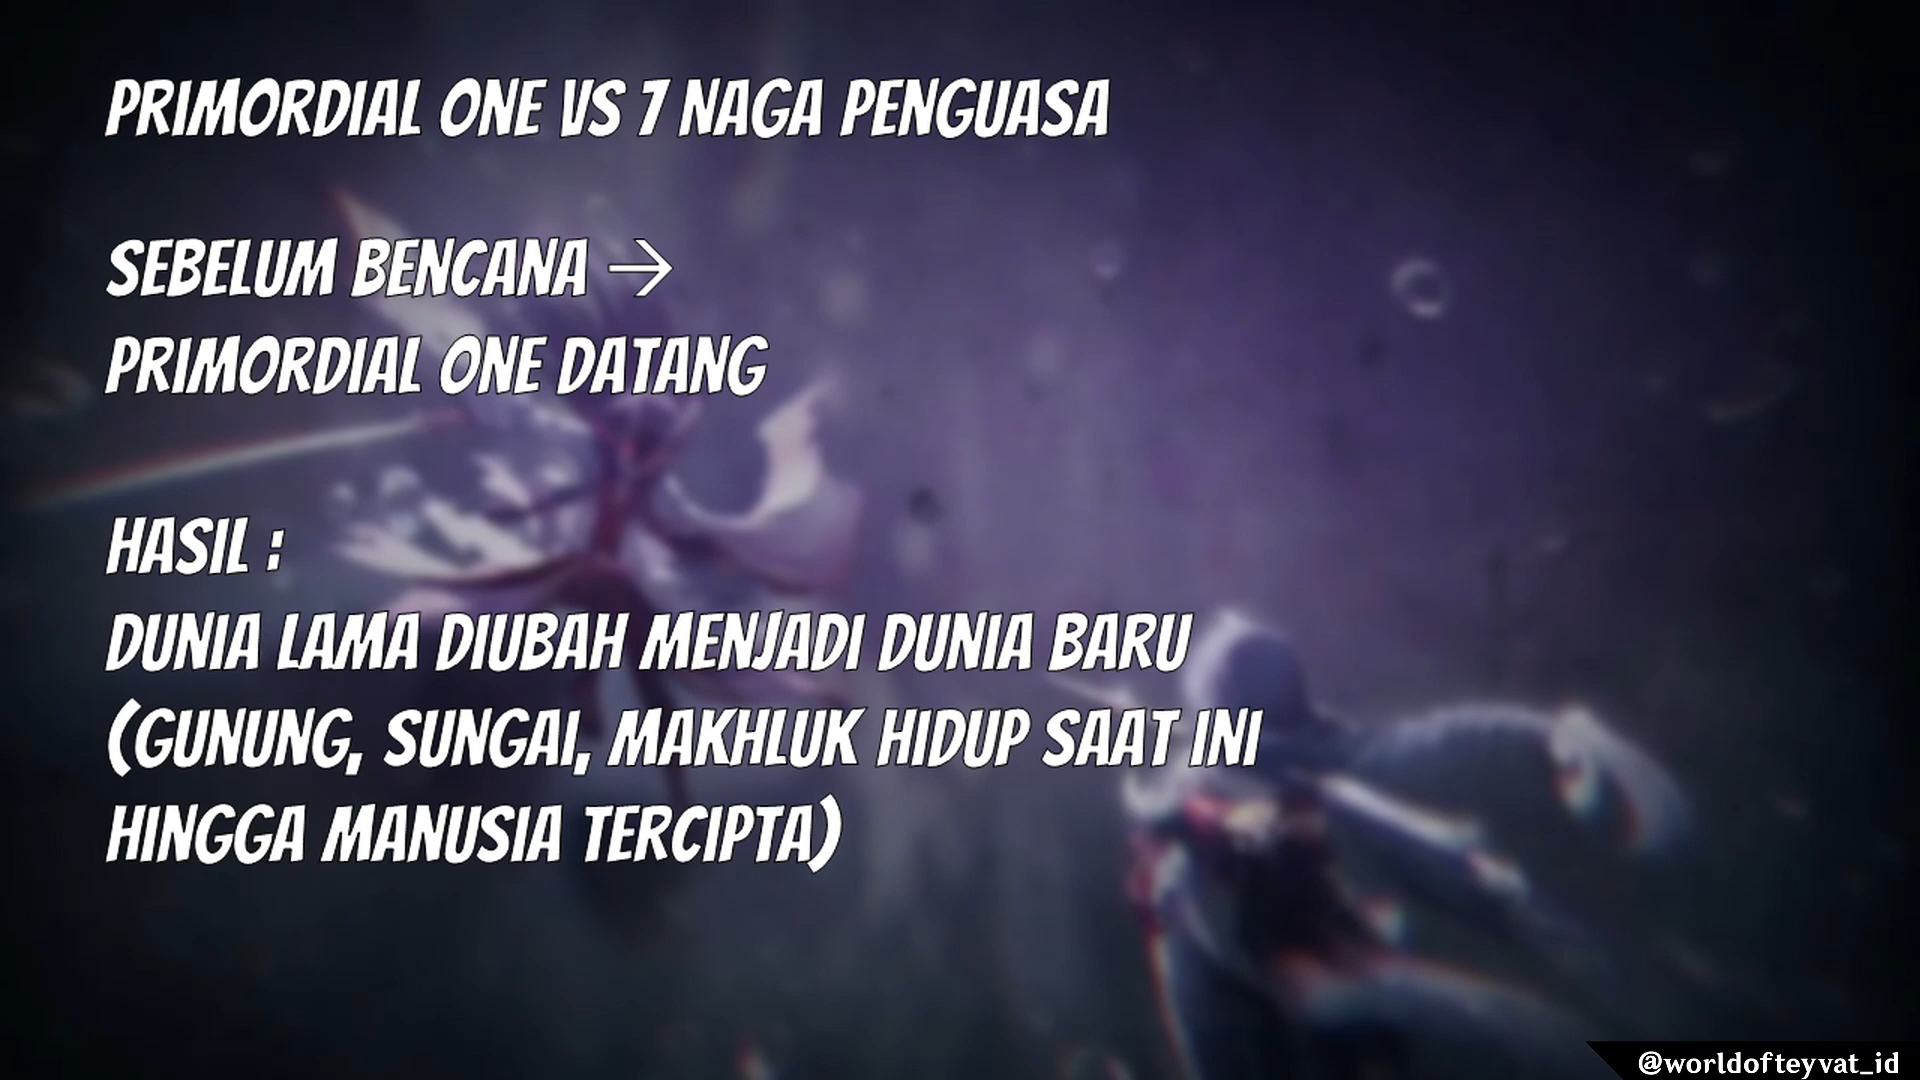 PRIMORDIAL ONE VS 7 NAGA PENGUASA
SEBELUM BENCANA →
PRIMORDIAL ONE DATANG
HASIL :
DUNIA LAMA DIUBAH MENJADI DUNIA BARU
(GUNUNG, SUNGAI, MAKHLUK HIDUP SAAT INI
HINGGA MANUSIA TERCIPTA)
@worldofteyvat_id